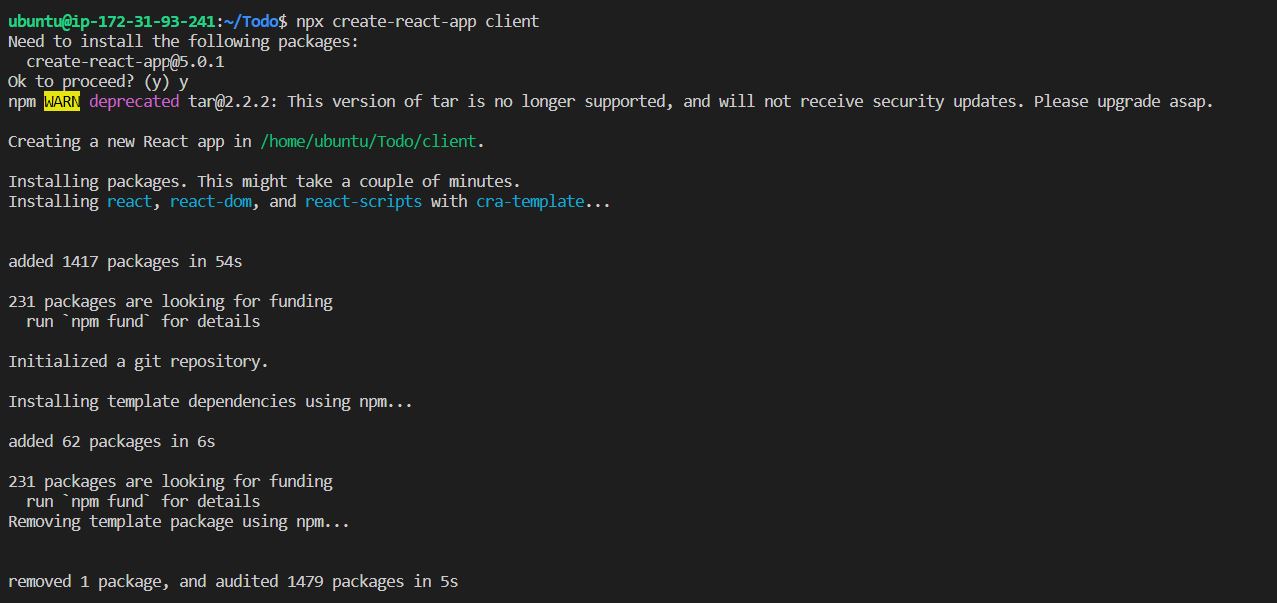 ubuntu@ip-172-31-93-241:~/Todo$ npx create-react-app client
Need to install the following packages:
  create-react-app@5.0.1
Ok to proceed? (y) y
npm WARN deprecated tar@2.2.2: This version of tar is no longer supported, and will not receive security updates. Please upgrade asap.
Creating a new React app in /home/ubuntu/Todo/client.
Installing packages. This might take a couple of minutes.
Installing react, react-dom, and react-scripts with cra-template...
added 1417 packages in 54s
231 packages are looking for funding
  run `npm fund` for details
Initialized a git repository.
Installing template dependencies using npm...
added 62 packages in 6s
231 packages are looking for funding
  run `npm fund` for details
Removing template package using npm...
removed 1 package, and audited 1479 packages in 5s